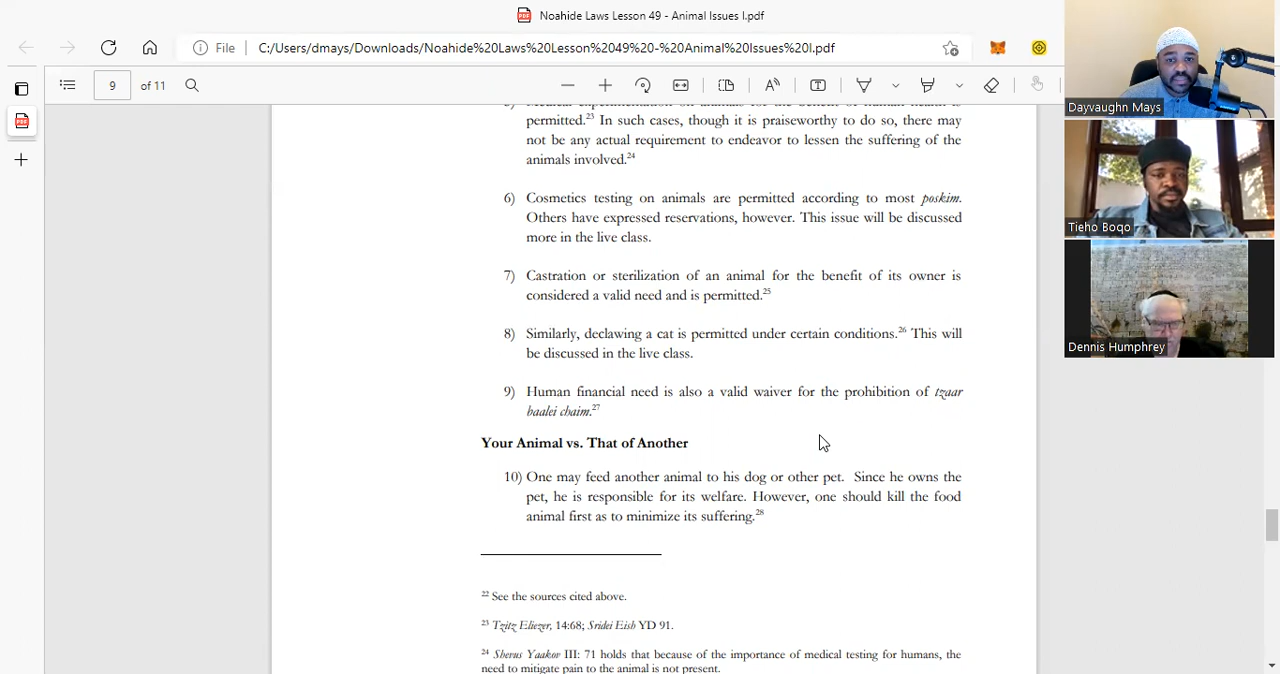 Noahide Laws Lesson 49 - Animal Issues I.pdf
File
C:/Users/dmays/Downloads/Noahide%20Laws%20Lesson%2049%20-%20Animal%20Issues%20I.pdf
9 of 11
permitted.23 In such cases, though it is praiseworthy to do so, there may
not be any actual requirement to endeavor to lessen the suffering of the
animals involved.24
6) Cosmetics testing on animals are permitted according to most poskim.
Others have expressed reservations, however. This issue will be discussed
more in the live class.
7) Castration or sterilization of an animal for the benefit of its owner is
considered a valid need and is permitted.25
8) Similarly, declawing a cat is permitted under certain conditions.26 This will
be discussed in the live class.
9) Human financial need is also a valid waiver for the prohibition of tzaar
baalei chaim.27
Your Animal vs. That of Another
10) One may feed another animal to his dog or other pet. Since he owns the
pet, he is responsible for its welfare. However, one should kill the food
animal first as to minimize its suffering.28
22 See the sources cited above.
23 Tzitz Eliezer, 14:68; Sridei Eish YD 91.
24 Sherus Yaakov III: 71 holds that because of the importance of medical testing for humans, the
need to mitigate pain to the animal is not present.
Dayvaughn Mays
Tieho Boqo
Dennis Humphrey